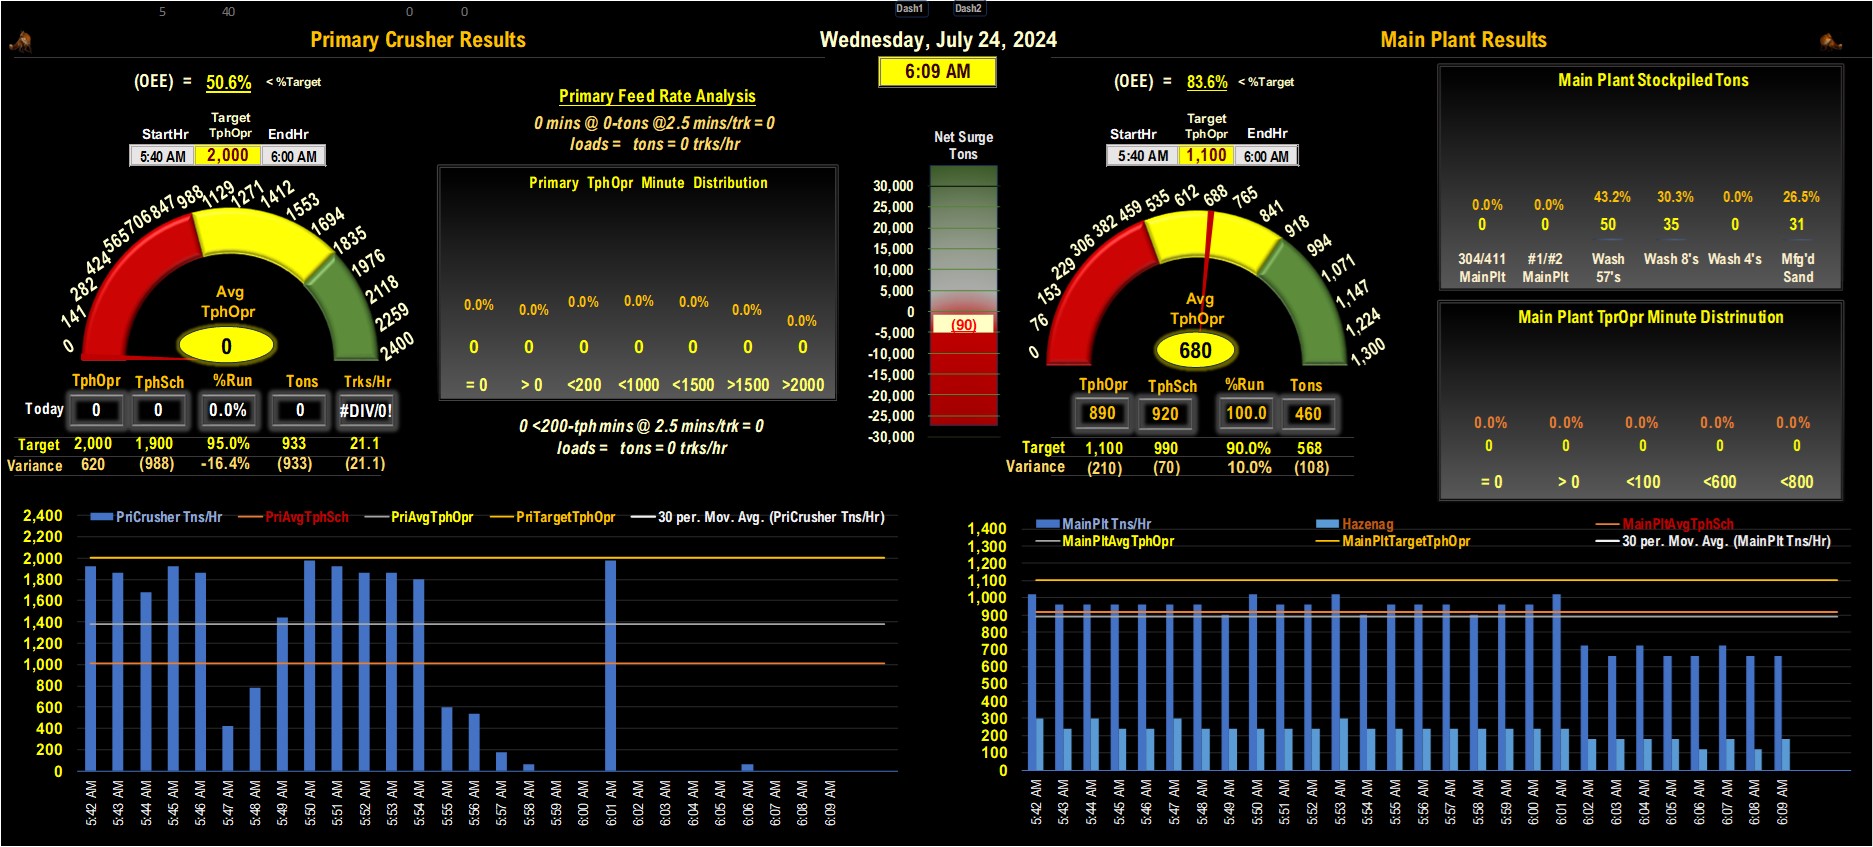 5 40 0 0 Dash1 Dash2
Primary Crusher Results
Wednesday, July 24, 2024
Main Plant Results
6:09 AM
(OEE) = 50.6% < %Target
Target
StartHr TphOpr EndHr
5:40 AM 2,000 6:00 AM
0 141 282 424 565 706 847 988 1129 1271 1412 1553 1694 1835 1976 2118 2259 2400
Avg
TphOpr
0
TphOpr TphSch %Run Tons Trks/Hr
Today 0 0 0.0% 0 #DIV/0!
Target 2,000 1,900 95.0% 933 21.1
Variance 620 (988) -16.4% (933) (21.1)
Primary Feed Rate Analysis
0 mins @ 0-tons @2.5 mins/trk = 0
loads = tons = 0 trks/hr
Primary TphOpr Minute Distribution
0.0% 0.0% 0.0% 0.0% 0.0% 0.0% 0.0%
0 0 0 0 0 0 0
= 0 > 0 <200 <1000 <1500 >1500 >2000
0 <200-tph mins @ 2.5 mins/trk = 0
loads = tons = 0 trks/hr
Net Surge
Tons
30,000
25,000
20,000
15,000
10,000
5,000
0
-5,000
-10,000
-15,000
-20,000
-25,000
-30,000
(90)
(OEE) = 83.6% < %Target
Target
StartHr TphOpr EndHr
5:40 AM 1,100 6:00 AM
0 76 153 229 306 382 459 535 612 688 765 841 918 994 1,071 1,147 1,224 1,300
Avg
TphOpr
680
TphOpr TphSch %Run Tons
890 920 100.0 460
Target 1,100 990 90.0% 568
Variance (210) (70) 10.0% (108)
Main Plant Stockpiled Tons
0.0% 0.0% 43.2% 30.3% 0.0% 26.5%
0 0 50 35 0 31
304/411 #1/#2 Wash Wash 8's Wash 4's Mfg'd
MainPlt MainPlt 57's Sand
Main Plant TprOpr Minute Distrinution
0.0% 0.0% 0.0% 0.0% 0.0%
0 0 0 0 0
= 0 > 0 <100 <600 <800
PriCrusher Tns/Hr PriAvgTphSch PriAvgTphOpr PriTargetTphOpr 30 per. Mov. Avg. (PriCrusher Tns/Hr)
2,400
2,200
2,000
1,800
1,600
1,400
1,200
1,000
800
600
400
200
0
5:42 AM 5:43 AM 5:44 AM 5:45 AM 5:46 AM 5:47 AM 5:48 AM 5:49 AM 5:50 AM 5:51 AM 5:52 AM 5:53 AM 5:54 AM 5:55 AM 5:56 AM 5:57 AM 5:58 AM 5:59 AM 6:00 AM 6:01 AM 6:02 AM 6:03 AM 6:04 AM 6:05 AM 6:06 AM 6:07 AM 6:08 AM 6:09 AM
MainPlt Tns/Hr Hazenag MainPltAvgTphSch
MainPltAvgTphOpr MainPltTargetTphOpr 30 per. Mov. Avg. (MainPlt Tns/Hr)
1,400
1,300
1,200
1,100
1,000
900
800
700
600
500
400
300
200
100
0
5:42 AM 5:43 AM 5:44 AM 5:45 AM 5:46 AM 5:47 AM 5:48 AM 5:49 AM 5:50 AM 5:51 AM 5:52 AM 5:53 AM 5:54 AM 5:55 AM 5:56 AM 5:57 AM 5:58 AM 5:59 AM 6:00 AM 6:01 AM 6:02 AM 6:03 AM 6:04 AM 6:05 AM 6:06 AM 6:07 AM 6:08 AM 6:09 AM